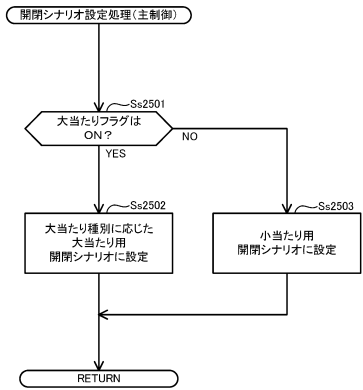 開閉シナリオ設定処理(主制御)
Ss2501
大当たりフラグは
ON?
NO
YES
Ss2502
大当たり種別に応じた
大当たり用
開閉シナリオに設定
Ss2503
小当たり用
開閉シナリオに設定
RETURN